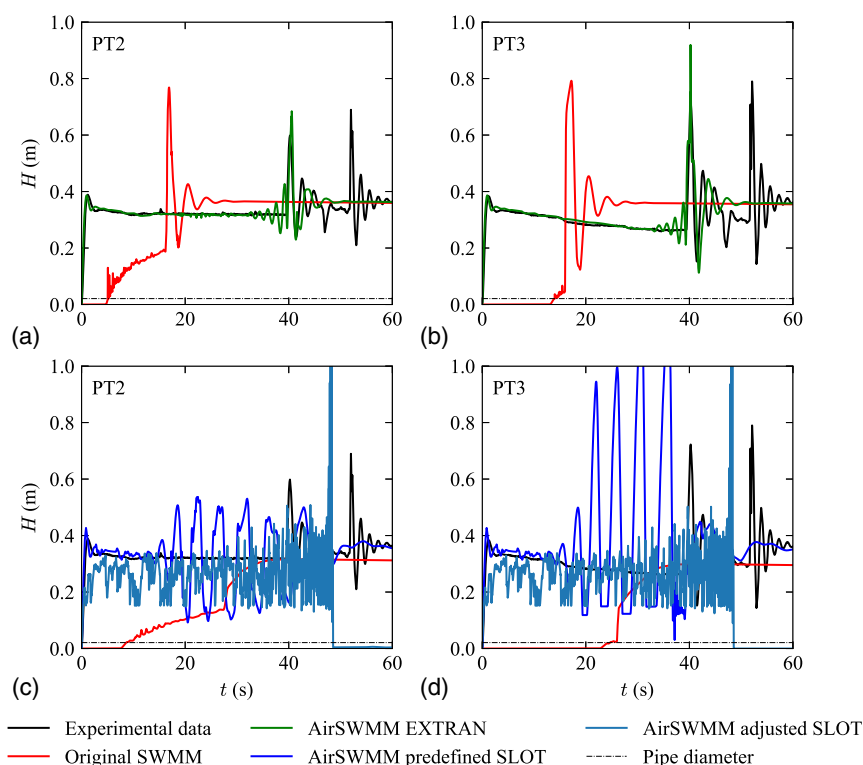 1.0
0.8
0.6
0.4
0.2
0.0
H (m)
PT2
0 20 40 60
(a)
1.0
0.8
0.6
0.4
0.2
0.0
PT3
0 20 40 60
(b)
1.0
0.8
0.6
0.4
0.2
0.0
H (m)
PT2
0 20 40 60
(c)
t (s)
1.0
0.8
0.6
0.4
0.2
0.0
PT3
0 20 40 60
(d)
t (s)
Experimental data
AirSWMM EXTRAN
AirSWMM adjusted SLOT
Original SWMM
AirSWMM predefined SLOT
Pipe diameter